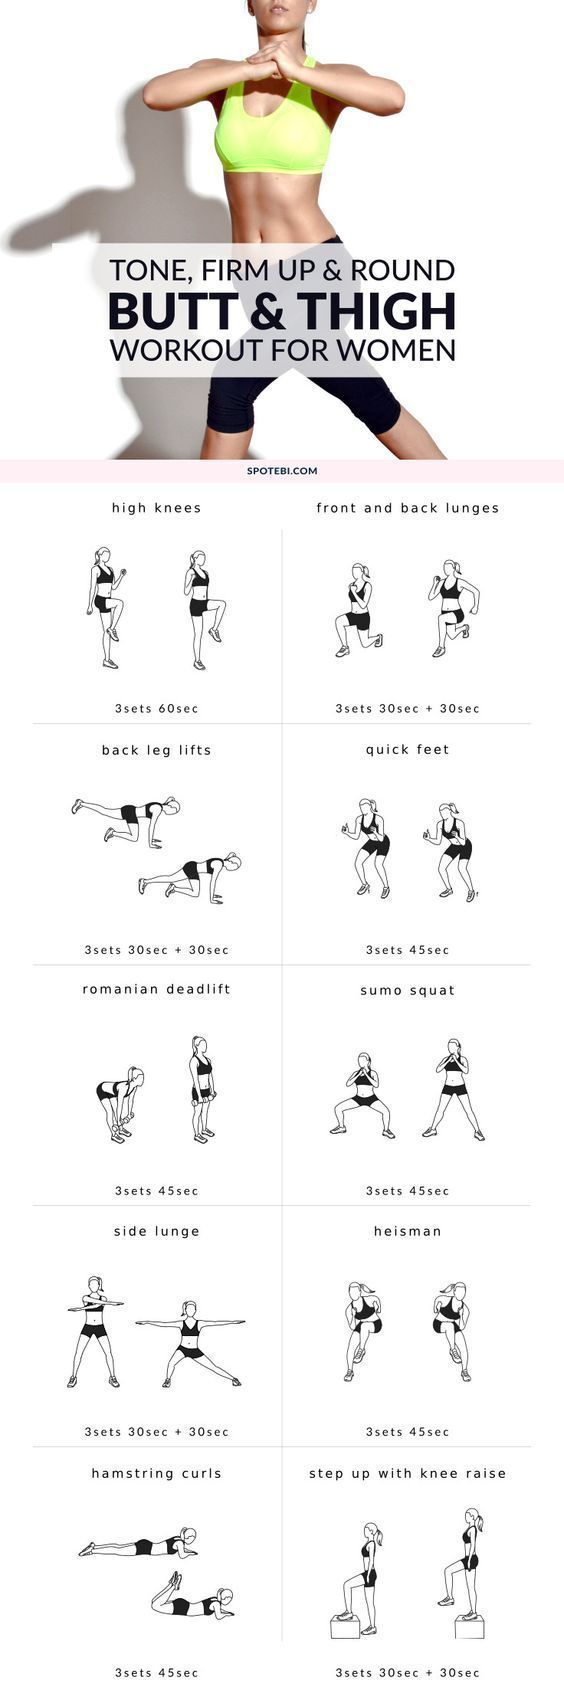 TONE, FIRM UP & ROUND
BUTT & THIGH
WORKOUT FOR WOMEN
SPOTEBI.COM
high knees
front and back lunges
3sets 60sec
3sets 30sec + 30sec
back leg lifts
quick feet
3sets 30sec + 30sec
3sets 45sec
romanian deadlift
sumo squat
3sets 45sec
3sets 45sec
side lunge
heisman
3sets 30sec + 30sec
3sets 45sec
hamstring curls
step up with knee raise
3sets 45sec
3sets 30sec + 30sec